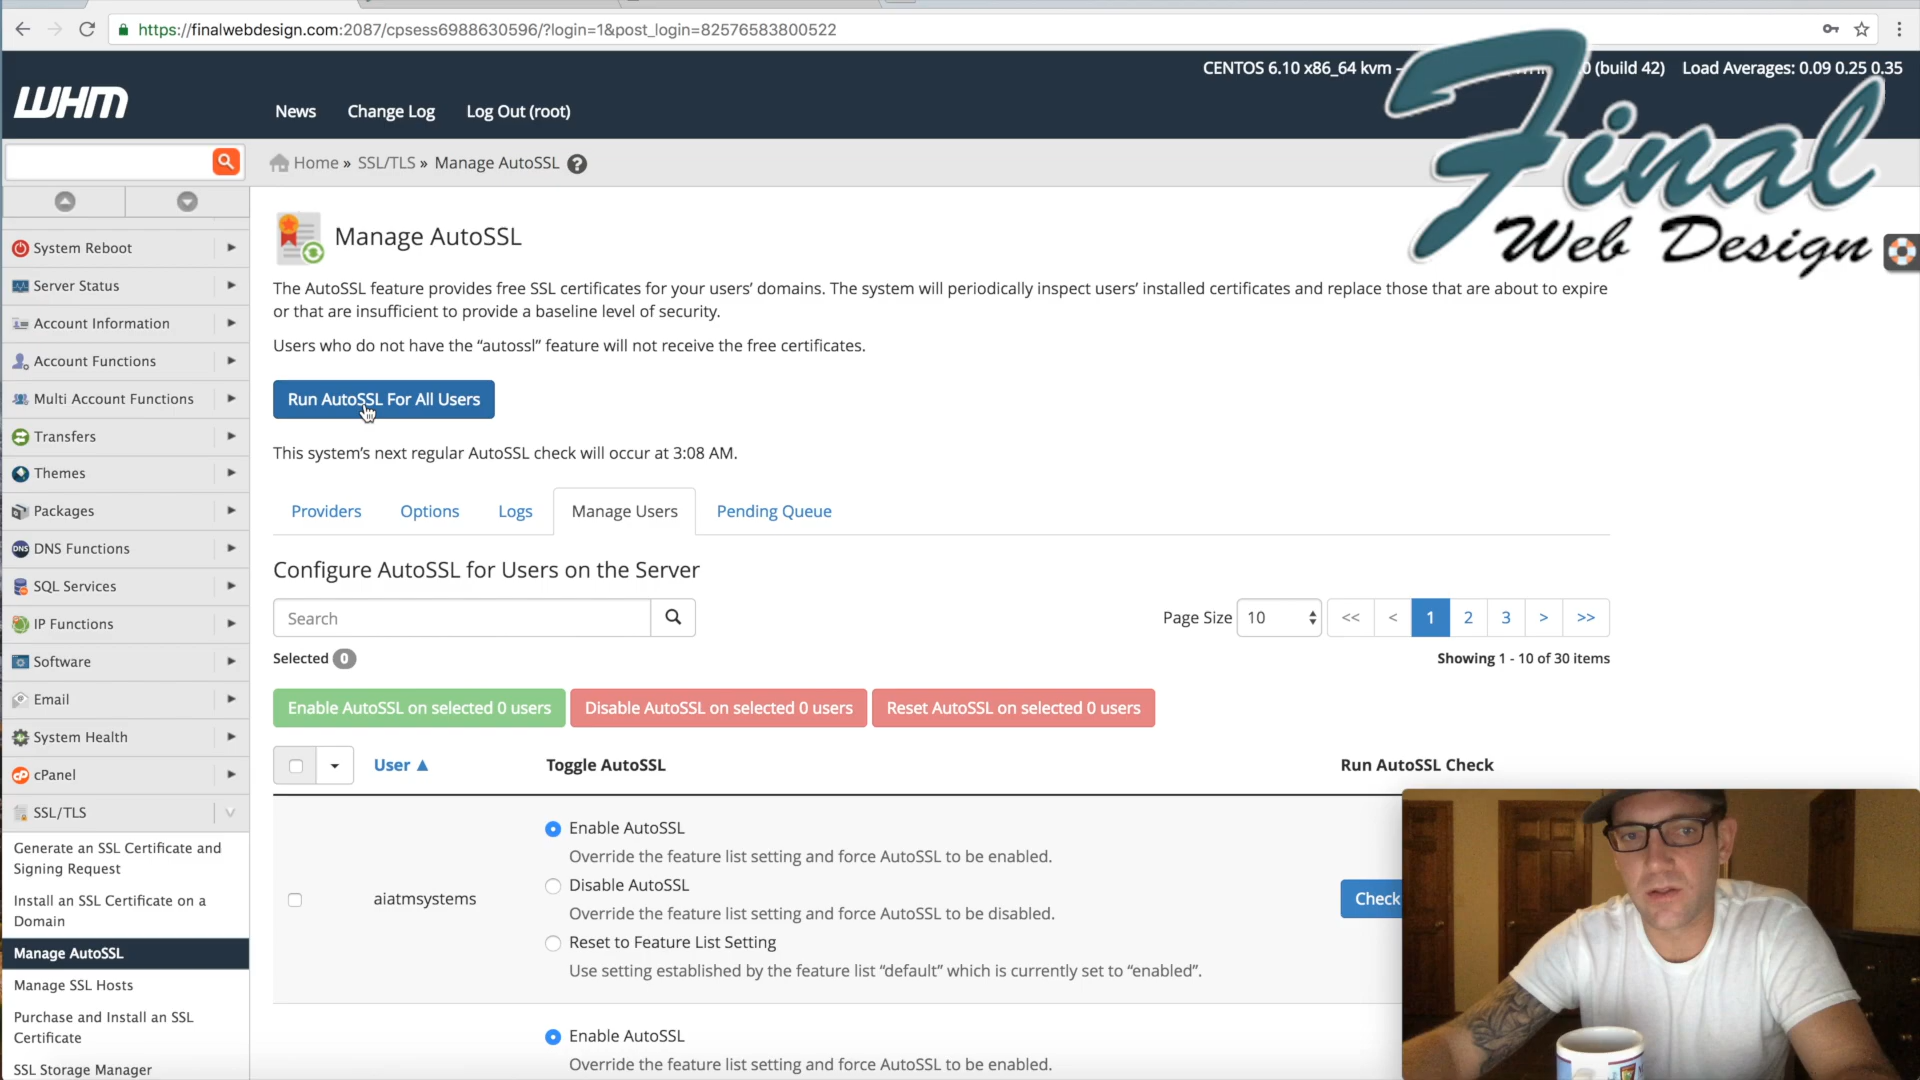 https://finalwebdesign.com:2087/cpsess6988630596/?login=1&post_login=82576583800522
CENTOS 6.10 x86_64 kvm - 0 (build 42) Load Averages: 0.09 0.25 0.35
WHM
News Change Log Log Out (root)
Final
Web Design
Home » SSL/TLS » Manage AutoSSL ?
System Reboot
Server Status
Account Information
Account Functions
Multi Account Functions
Transfers
Themes
Packages
DNS DNS Functions
SQL Services
IP Functions
Software
Email
System Health
cP cPanel
SSL/TLS
Generate an SSL Certificate and
Signing Request
Install an SSL Certificate on a
Domain
Manage AutoSSL
Manage SSL Hosts
Purchase and Install an SSL
Certificate
SSL Storage Manager
Manage AutoSSL
The AutoSSL feature provides free SSL certificates for your users’ domains. The system will periodically inspect users’ installed certificates and replace those that are about to expire
or that are insufficient to provide a baseline level of security.
Users who do not have the “autossl” feature will not receive the free certificates.
Run AutoSSL For All Users
This system’s next regular AutoSSL check will occur at 3:08 AM.
Providers Options Logs Manage Users Pending Queue
Configure AutoSSL for Users on the Server
Search
Page Size 10 << < 1 2 3 > >>
Selected 0
Showing 1 - 10 of 30 items
Enable AutoSSL on selected 0 users Disable AutoSSL on selected 0 users Reset AutoSSL on selected 0 users
User Toggle AutoSSL Run AutoSSL Check
aiatmsystems
Enable AutoSSL
Override the feature list setting and force AutoSSL to be enabled.
Disable AutoSSL
Override the feature list setting and force AutoSSL to be disabled.
Reset to Feature List Setting
Use setting established by the feature list “default” which is currently set to “enabled”.
Check
Enable AutoSSL
Override the feature list setting and force AutoSSL to be enabled.